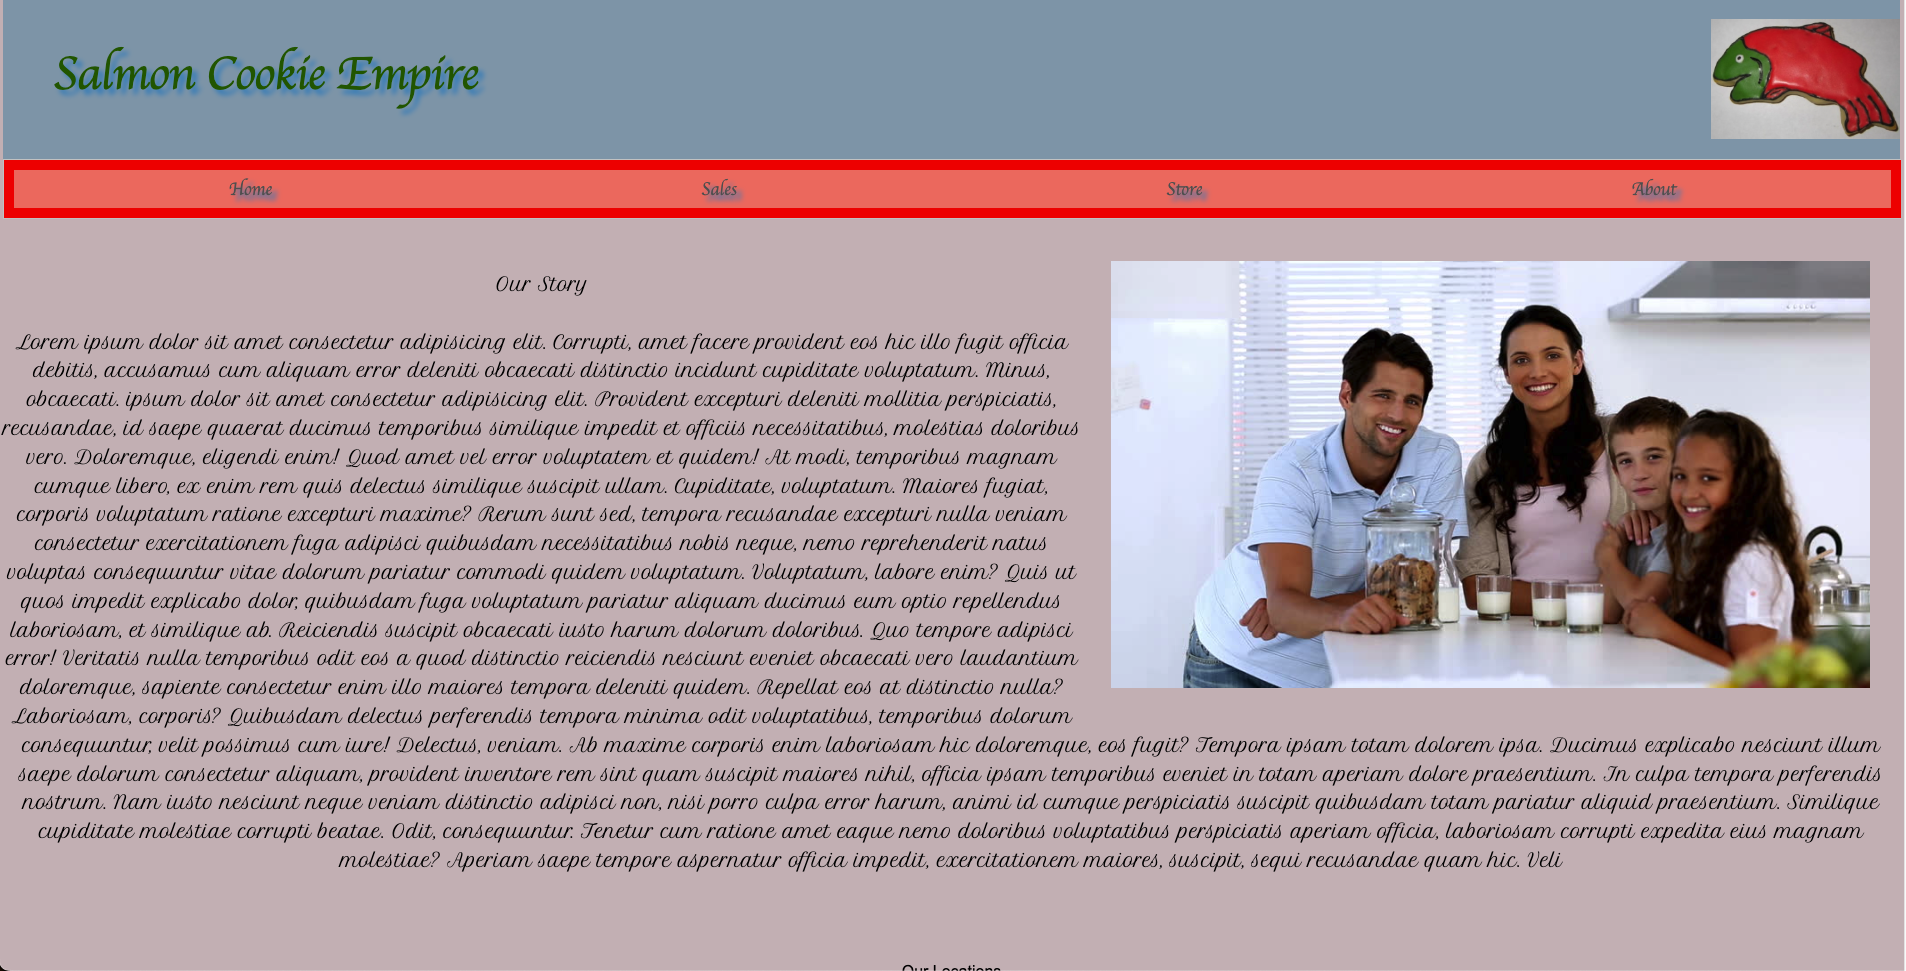 Salmon Cookie Empire
Home Sales Store About
Our Story
Lorem ipsum dolor sit amet consectetur adipisicing elit. Corrupti, amet facere provident eos hic illo fugit officia
debitis, accusamus cum aliquam error deleniti obcaecati distinctio incidunt cupiditate voluptatum. Minus,
obcaecati. ipsum dolor sit amet consectetur adipisicing elit. Provident excepturi deleniti mollitia perspiciatis,
recusandae, id saepe quaerat ducimus temporibus similique impedit et officiis necessitatibus, molestias doloribus
vero. Doloremque, eligendi enim! Quod amet vel error voluptatem et quidem! At modi, temporibus magnam
cumque libero, ex enim rem quis delectus similique suscipit ullam. Cupiditate, voluptatum. Maiores fugiat,
corporis voluptatum ratione excepturi maxime? Rerum sunt sed, tempora recusandae excepturi nulla veniam
consectetur exercitationem fuga adipisci quibusdam necessitatibus nobis neque, nemo reprehenderit natus
voluptas consequuntur vitae dolorum pariatur commodi quidem voluptatum. Voluptatum, labore enim? Quis ut
quos impedit explicabo dolor, quibusdam fuga voluptatum pariatur aliquam ducimus eum optio repellendus
laboriosam, et similique ab. Reiciendis suscipit obcaecati iusto harum dolorum doloribus. Quo tempore adipisci
error! Veritatis nulla temporibus odit eos a quod distinctio reiciendis nesciunt eveniet obcaecati vero laudantium
doloremque, sapiente consectetur enim illo maiores tempora deleniti quidem. Repellat eos at distinctio nulla?
Laboriosam, corporis? Quibusdam delectus perferendis tempora minima odit voluptatibus, temporibus dolorum
consequuntur, velit possimus cum iure! Delectus, veniam. Ab maxime corporis enim laboriosam hic doloremque, eos fugit? Tempora ipsam totam dolorem ipsa. Ducimus explicabo nesciunt illum
saepe dolorum consectetur aliquam, provident inventore rem sint quam suscipit maiores nihil, officia ipsam temporibus eveniet in totam aperiam dolore praesentium. In culpa tempora perferendis
nostrum. Nam iusto nesciunt neque veniam distinctio adipisci non, nisi porro culpa error harum, animi id cumque perspiciatis suscipit quibusdam totam pariatur aliquid praesentium. Similique
cupiditate molestiae corrupti beatae. Odit, consequuntur. Tenetur cum ratione amet eaque nemo doloribus voluptatibus perspiciatis aperiam officia, laboriosam corrupti expedita eius magnam
molestiae? Aperiam saepe tempore aspernatur officia impedit, exercitationem maiores, suscipit, sequi recusandae quam hic. Veli
Our Locations